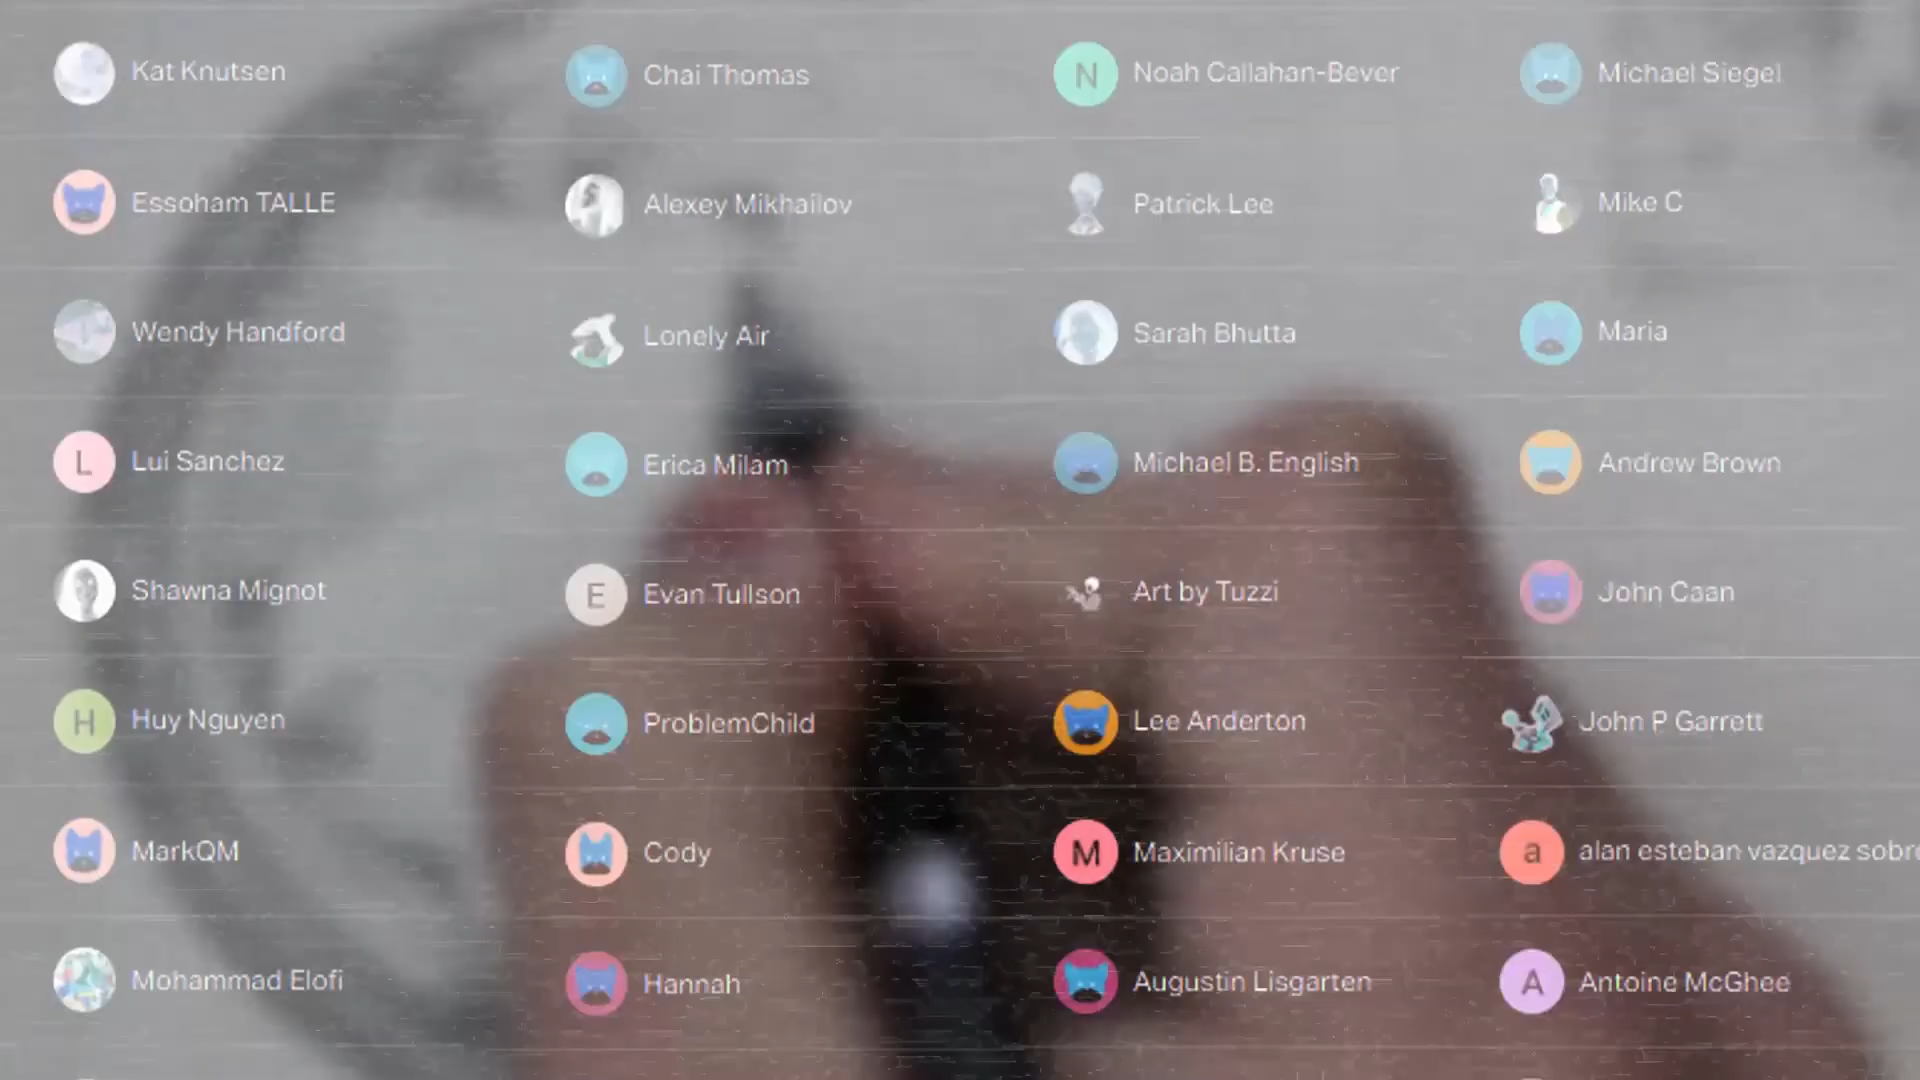 Kat Knutsen
Chai Thomas
N
Noah Callahan-Bever
Michael Siegel
Essoham TALLE
Alexey Mikhailov
Patrick Lee
Mike C
Wendy Handford
Lonely Air
Sarah Bhutta
Maria
L
Lui Sanchez
Erica Milam
Michael B. English
Andrew Brown
Shawna Mignot
E
Evan Tullson
Art by Tuzzi
John Caan
H
Huy Nguyen
ProblemChild
Lee Anderton
John P Garrett
MarkQM
Cody
M
Maximilian Kruse
a
alan esteban vazquez sobre
Mohammad Elofi
Hannah
Augustin Lisgarten
A
Antoine McGhee